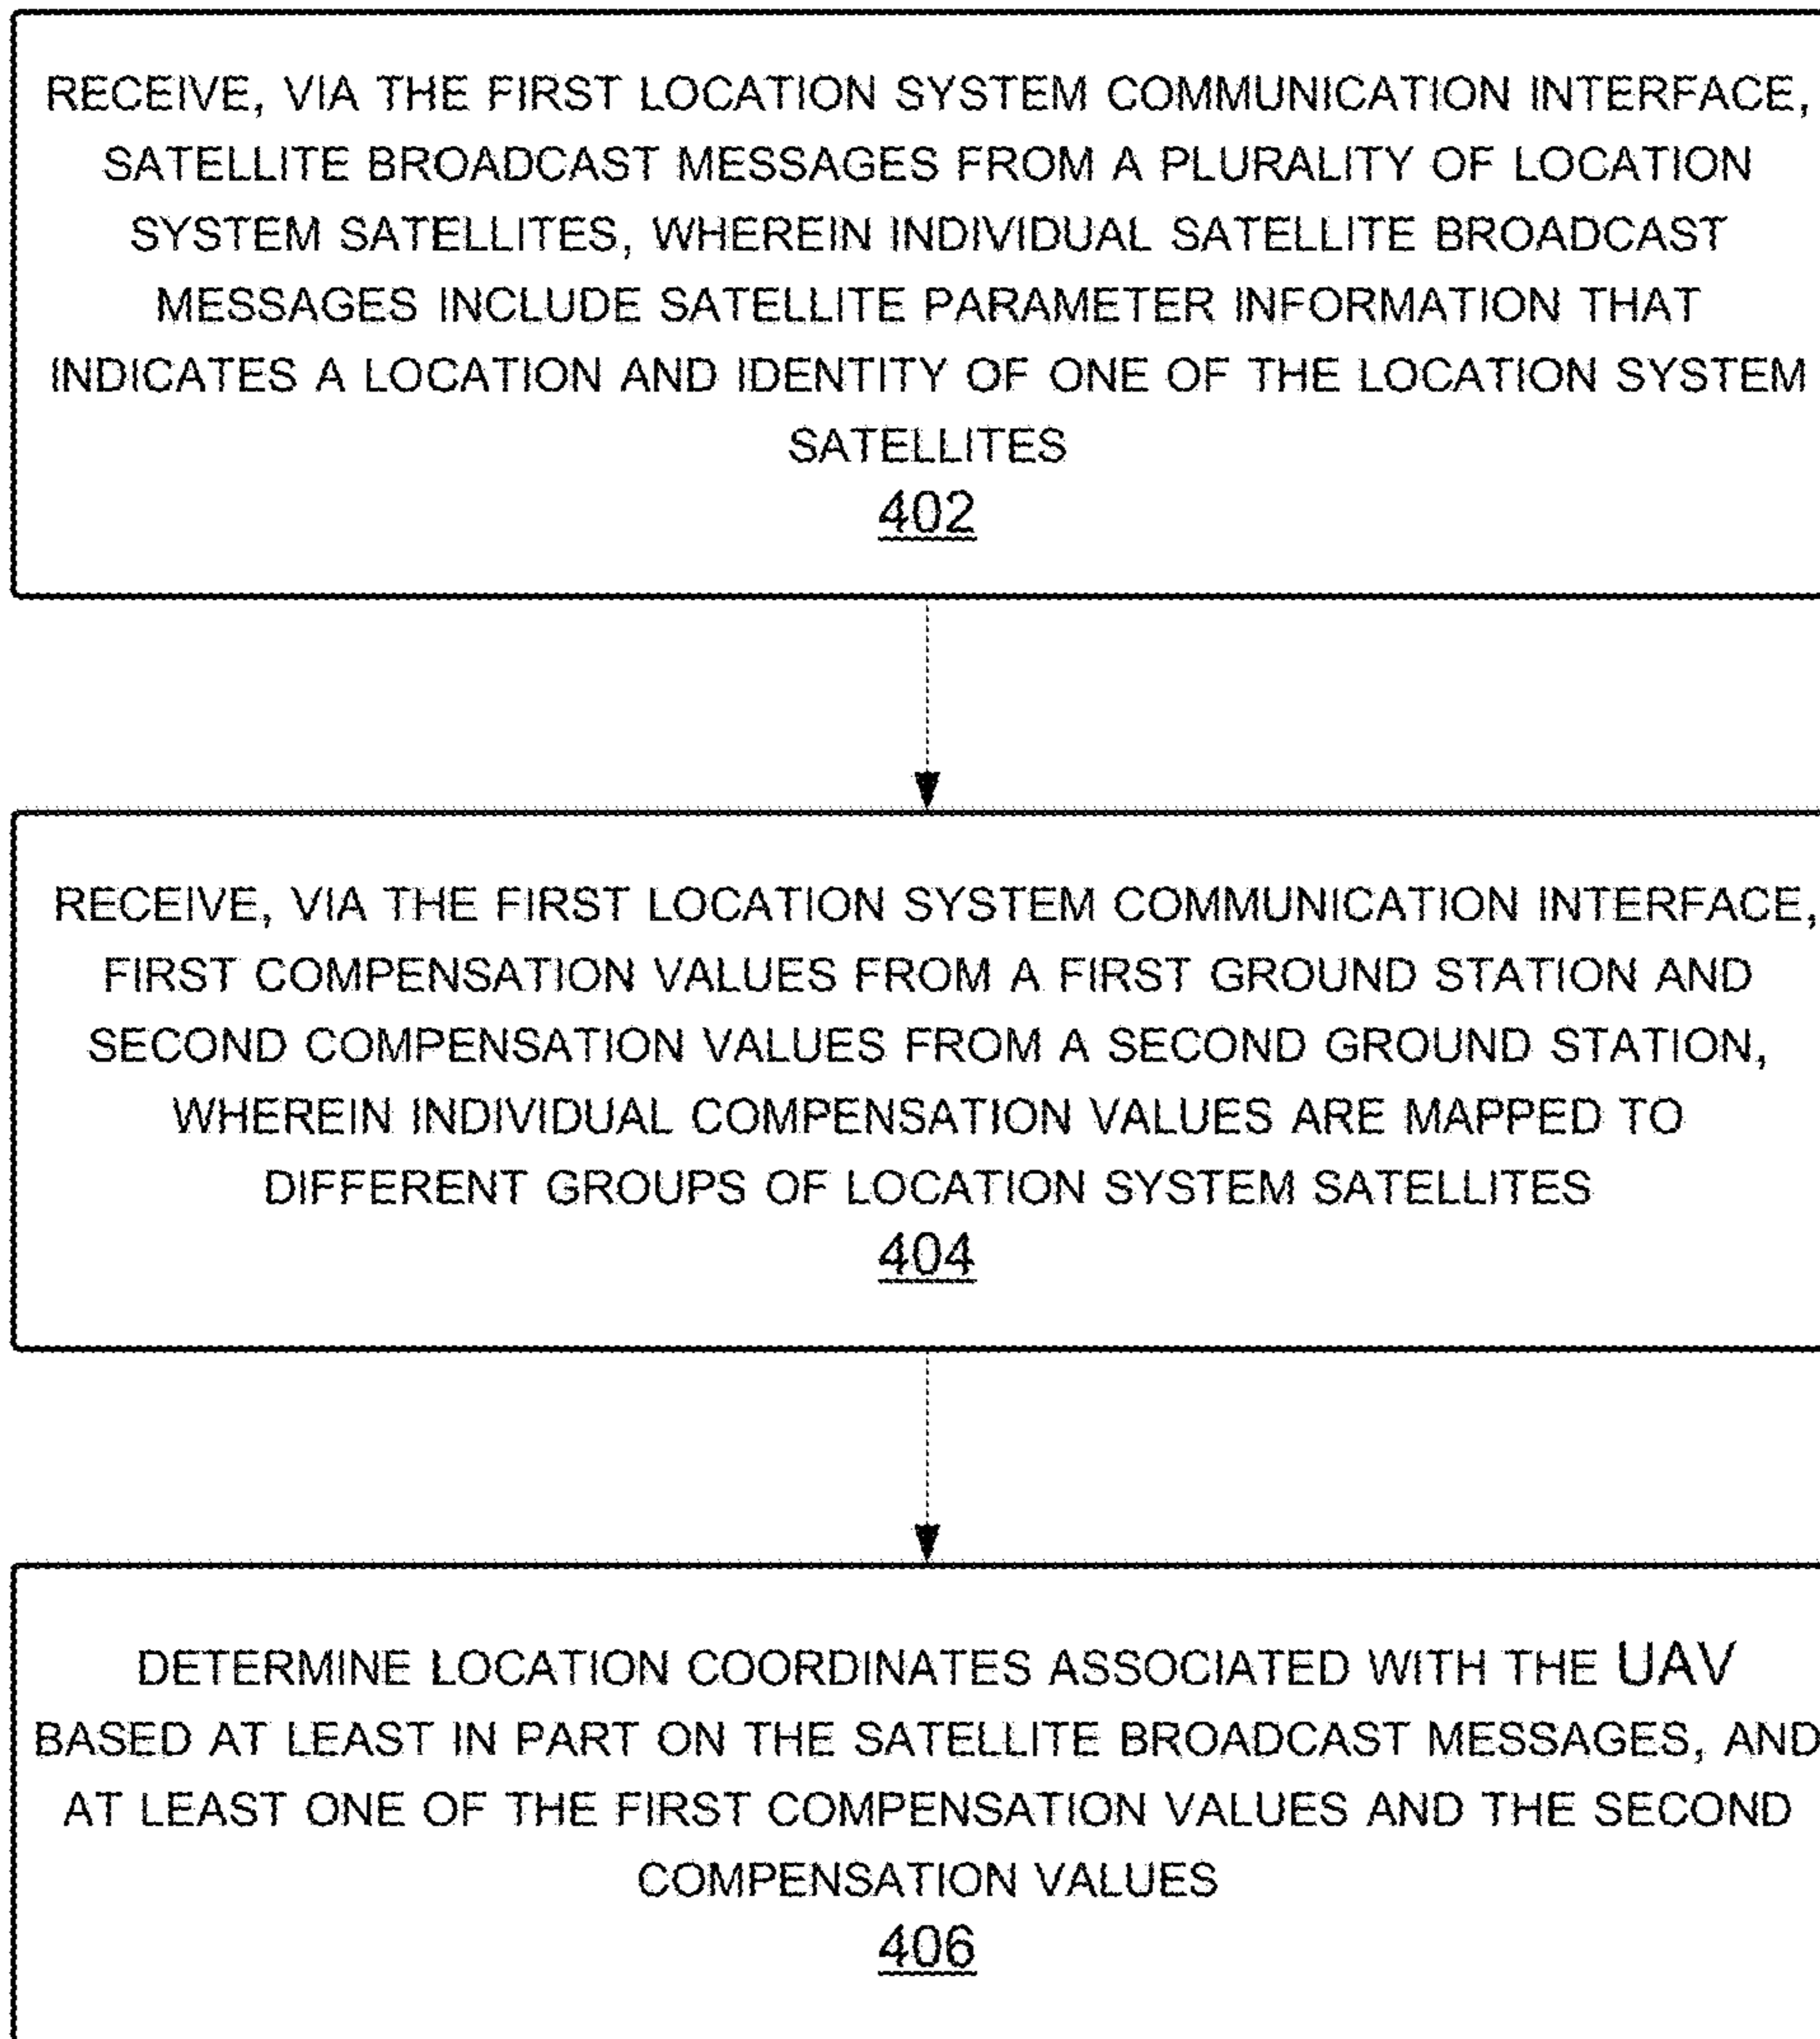 RECEIVE, VIA THE FIRST LOCATION SYSTEM COMMUNICATION INTERFACE,
SATELLITE BROADCAST MESSAGES FROM A PLURALITY OF LOCATION
SYSTEM SATELLITES, WHEREIN INDIVIDUAL SATELLITE BROADCAST
MESSAGES INCLUDE SATELLITE PARAMETER INFORMATION THAT
INDICATES A LOCATION AND IDENTITY OF ONE OF THE LOCATION SYSTEM
SATELLITES
402
RECEIVE, VIA THE FIRST LOCATION SYSTEM COMMUNICATION INTERFACE,
FIRST COMPENSATION VALUES FROM A FIRST GROUND STATION AND
SECOND COMPENSATION VALUES FROM A SECOND GROUND STATION,
WHEREIN INDIVIDUAL COMPENSATION VALUES ARE MAPPED TO
DIFFERENT GROUPS OF LOCATION SYSTEM SATELLITES
404
DETERMINE LOCATION COORDINATES ASSOCIATED WITH THE UAV
BASED AT LEAST IN PART ON THE SATELLITE BROADCAST MESSAGES, AND
AT LEAST ONE OF THE FIRST COMPENSATION VALUES AND THE SECOND
COMPENSATION VALUES
406